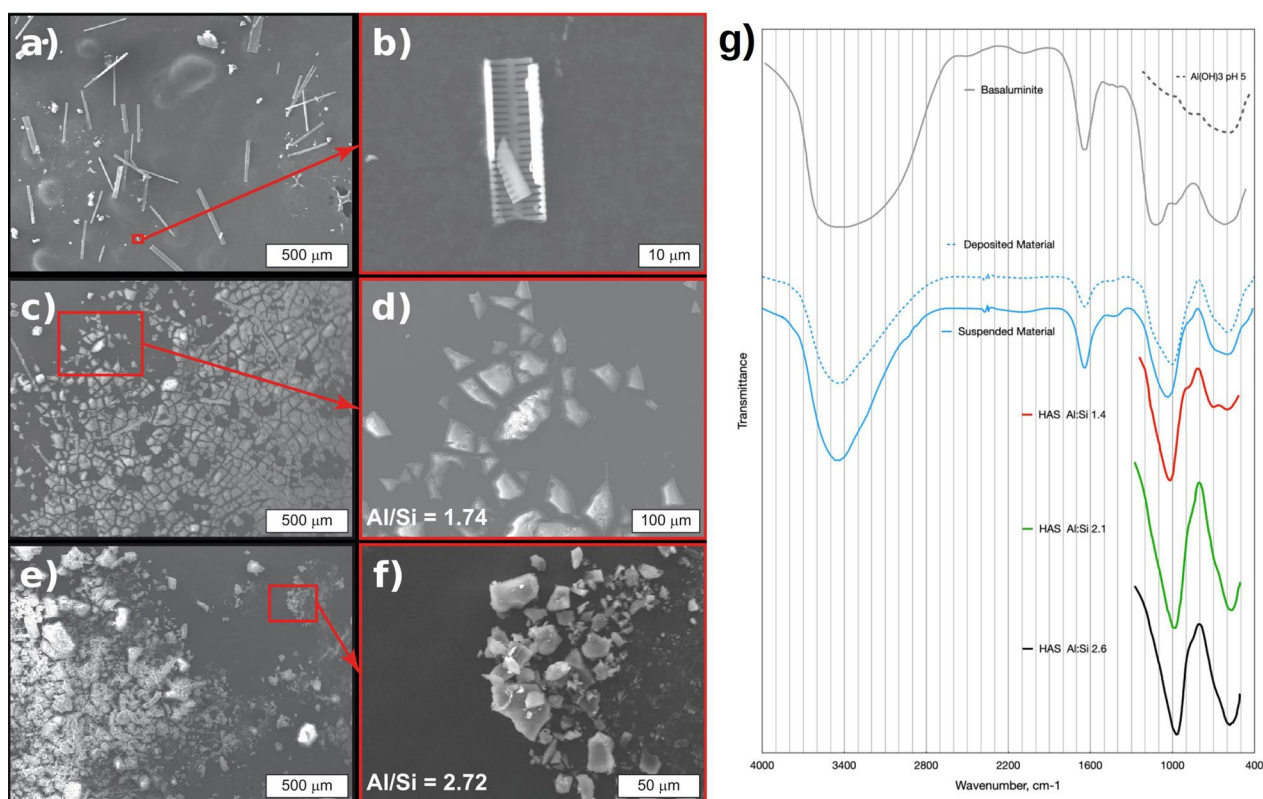 a)
500 µm
b)
10 µm
c)
500 µm
d)
Al/Si = 1.74
100 µm
e)
500 µm
f)
Al/Si = 2.72
50 µm
g)
Al(OH)3 pH 5
Basaluminite
Deposited Material
Suspended Material
HAS Al:Si 1.4
HAS Al:Si 2.1
HAS Al:Si 2.6
Transmittance
4000 3400 2800 2200 1600 1000 400
Wavenumber, cm-1